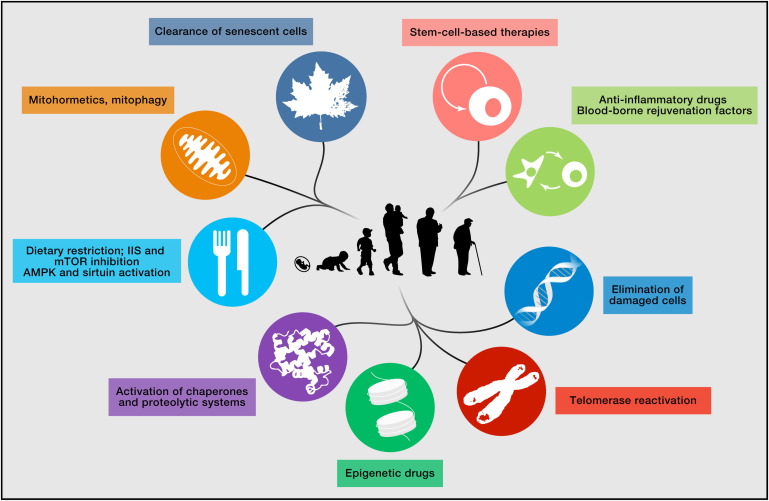 Clearance of senescent cells
Stem-cell-based therapies
Mitohormetics, mitophagy
Anti-inflammatory drugs
Blood-borne rejuvenation factors
Dietary restriction; IIS and
mTOR inhibition
AMPK and sirtuin activation
Elimination of
damaged cells
Activation of chaperones
and proteolytic systems
Telomerase reactivation
Epigenetic drugs